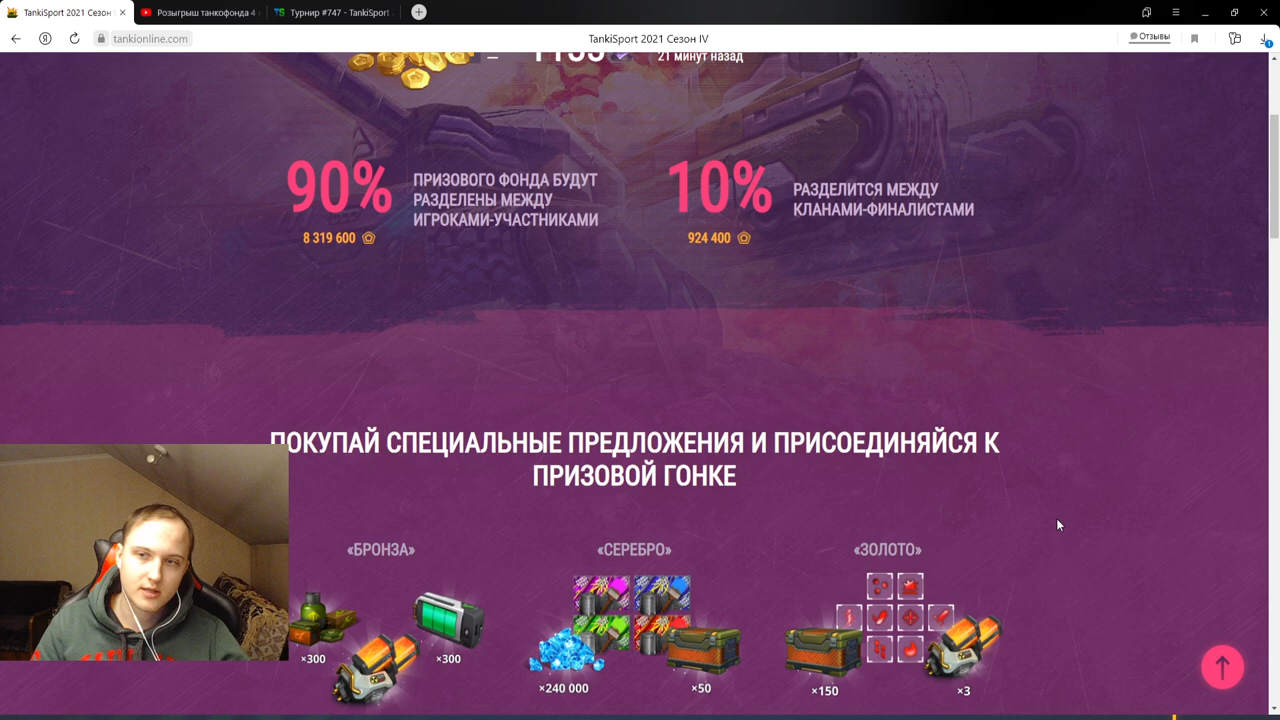 TankiSport 2021 Сезон
Розыгрыш танкофонда 4
Турнир #747 - TankiSport
tankionline.com
TankiSport 2021 Сезон IV
Отзывы
21 минут назад
90%
ПРИЗОВОГО ФОНДА БУДУТ
РАЗДЕЛЕНЫ МЕЖДУ
ИГРОКАМИ-УЧАСТНИКАМИ
8 319 600
10%
РАЗДЕЛИТСЯ МЕЖДУ
КЛАНАМИ-ФИНАЛИСТАМИ
924 400
ПОКУПАЙ СПЕЦИАЛЬНЫЕ ПРЕДЛОЖЕНИЯ И ПРИСОЕДИНЯЙСЯ К
ПРИЗОВОЙ ГОНКЕ
«БРОНЗА»
«СЕРЕБРО»
«ЗОЛОТО»
×300
×300
×240 000
×50
×150
×3